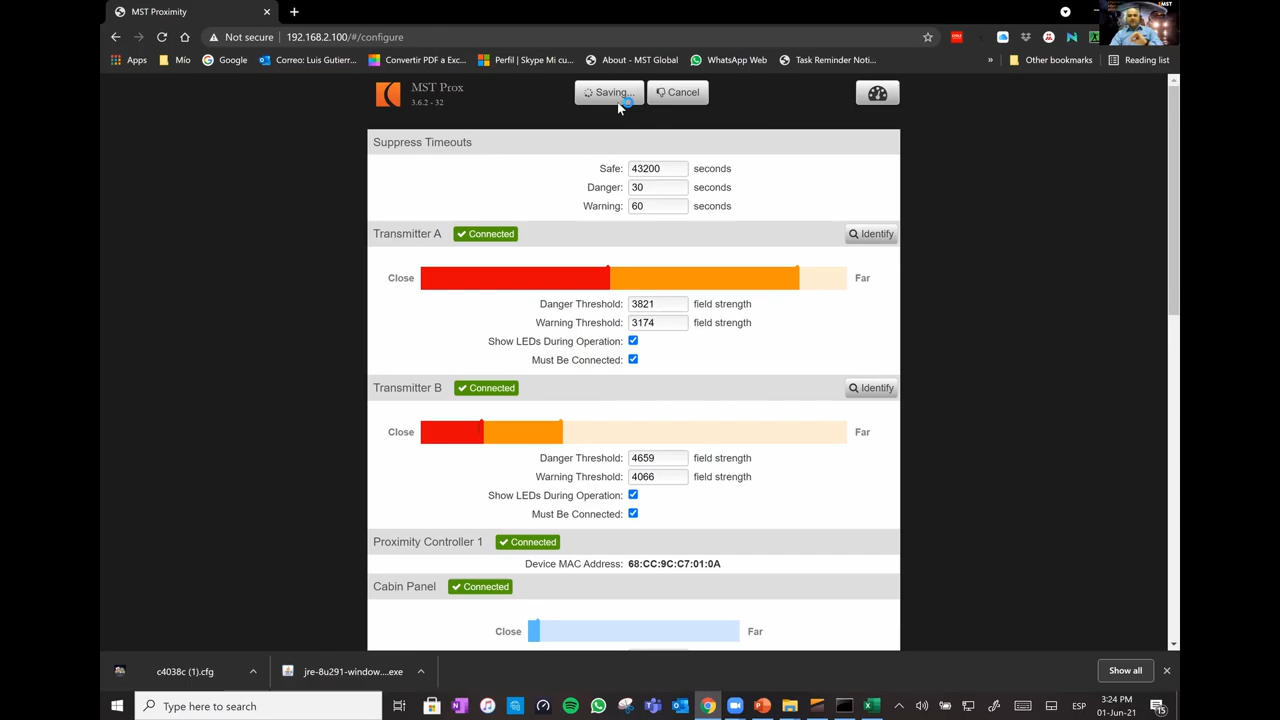 MST Proximity
MST
Not secure 192.168.2.100/#/configure
Apps Mío Google Correo: Luis Gutierr... Convertir PDF a Exc... Perfil | Skype Mi cu... About - MST Global WhatsApp Web Task Reminder Noti... » Other bookmarks Reading list
MST Prox
3.6.2 - 32
Saving... Cancel
Suppress Timeouts
Safe: 43200 seconds
Danger: 30 seconds
Warning: 60 seconds
Transmitter A Connected Identify
Close Far
Danger Threshold: 3821 field strength
Warning Threshold: 3174 field strength
Show LEDs During Operation:
Must Be Connected:
Transmitter B Connected Identify
Close Far
Danger Threshold: 4659 field strength
Warning Threshold: 4066 field strength
Show LEDs During Operation:
Must Be Connected:
Proximity Controller 1 Connected
Device MAC Address: 68:CC:9C:C7:01:0A
Cabin Panel Connected
Close Far
c4038c (1).cfg jre-8u291-window....exe Show all
Type here to search
ESP
3:24 PM
01-Jun-21
15